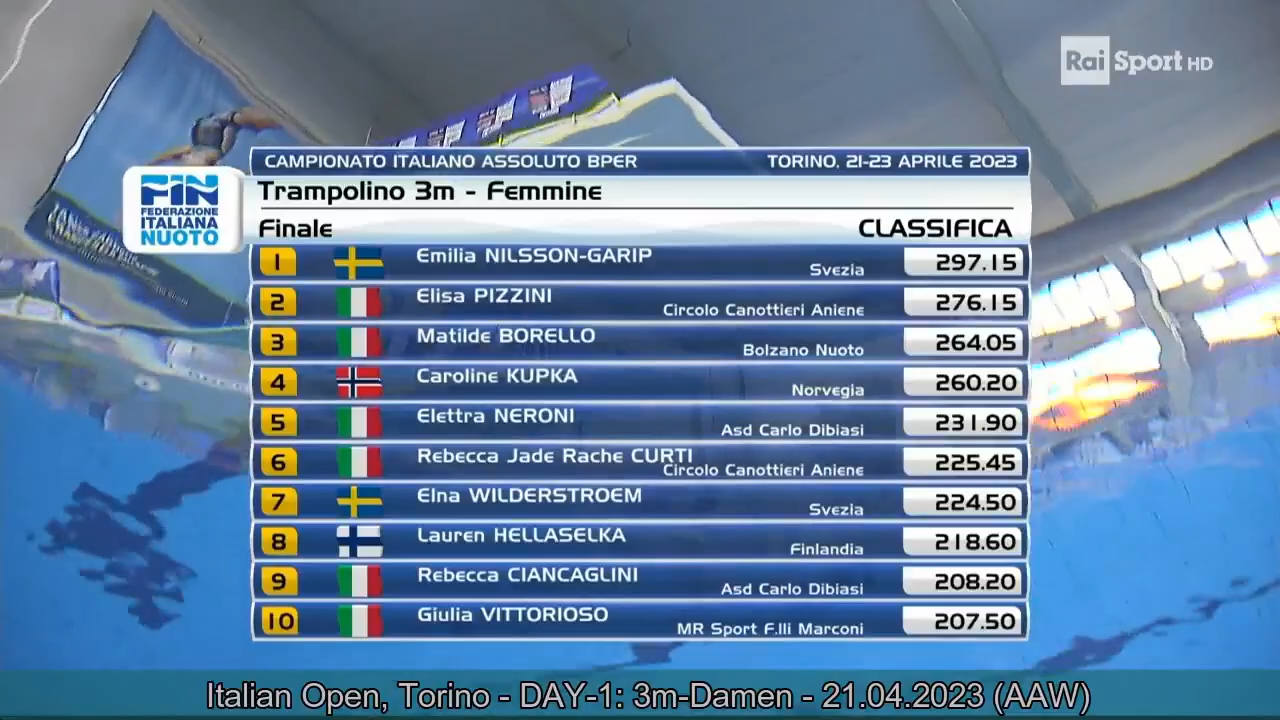 Rai Sport HD
CAMPIONATO ITALIANO ASSOLUTO BPER TORINO, 21-23 APRILE 2023
FIN
FEDERAZIONE
ITALIANA
NUOTO
Trampolino 3m - Femmine
Finale CLASSIFICA
1 Emilia NILSSON-GARIP Svezia 297.15
2 Elisa PIZZINI Circolo Canottieri Aniene 276.15
3 Matilde BORELLO Bolzano Nuoto 264.05
4 Caroline KUPKA Norvegia 260.20
5 Elettra NERONI Asd Carlo Dibiasi 231.90
6 Rebecca Jade Rache CURTI Circolo Canottieri Aniene 225.45
7 Elna WILDERSTROEM Svezia 224.50
8 Lauren HELLASELKA Finlandia 218.60
9 Rebecca CIANCAGLINI Asd Carlo Dibiasi 208.20
10 Giulia VITTORIOSO MR Sport F.lli Marconi 207.50
Italian Open, Torino - DAY-1: 3m-Damen - 21.04.2023 (AAW)